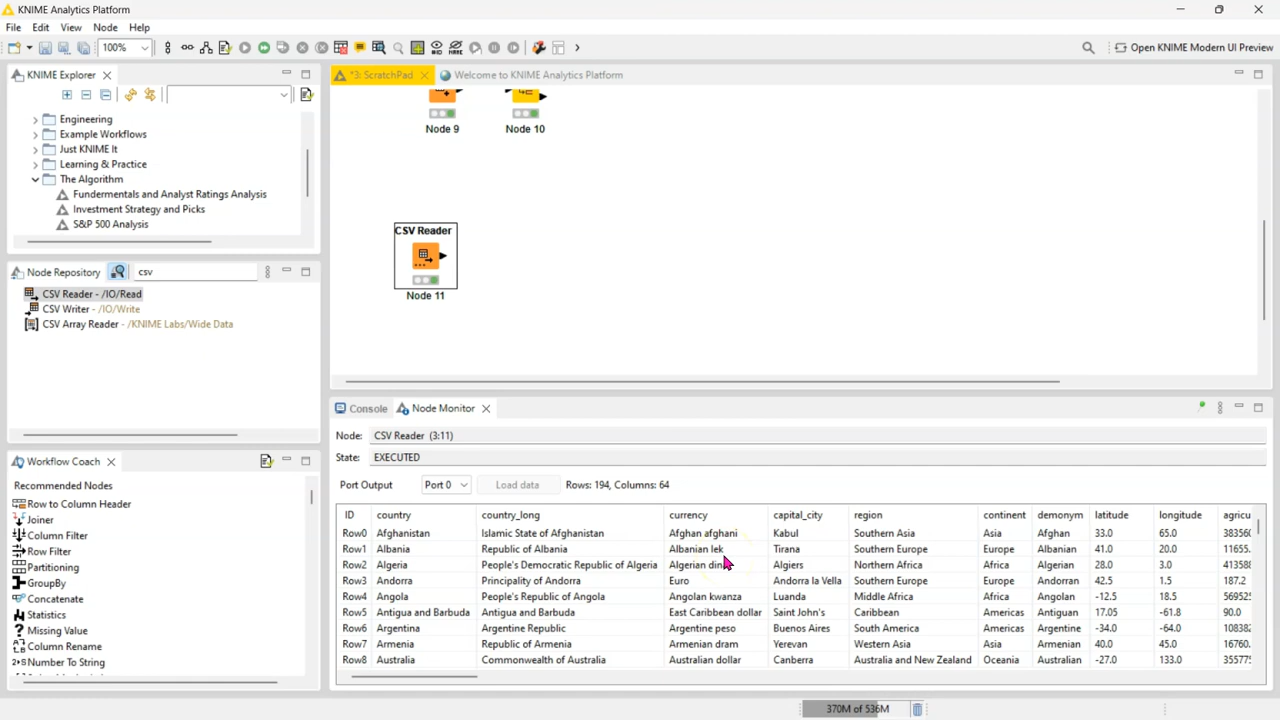 KNIME Analytics Platform
File Edit View Node Help
100% Open KNIME Modern UI Preview
KNIME Explorer
Engineering
Example Workflows
Just KNIME It
Learning & Practice
The Algorithm
Fundermentals and Analyst Ratings Analysis
Investment Strategy and Picks
S&P 500 Analysis
*3: ScratchPad Welcome to KNIME Analytics Platform
Node 9 Node 10
CSV Reader
Node 11
Node Repository csv
CSV Reader - /IO/Read
CSV Writer - /IO/Write
CSV Array Reader - /KNIME Labs/Wide Data
Workflow Coach
Recommended Nodes
Row to Column Header
Joiner
Column Filter
Row Filter
Partitioning
GroupBy
Concatenate
Statistics
Missing Value
Column Rename
Number To String
Console Node Monitor
Node: CSV Reader (3:11)
State: EXECUTED
Port Output Port 0 Load data Rows: 194, Columns: 64
ID country country_long currency capital_city region continent demonym latitude longitude agricu
Row0 Afghanistan Islamic State of Afghanistan Afghan afghani Kabul Southern Asia Asia Afghan 33.0 65.0 383560
Row1 Albania Republic of Albania Albanian lek Tirana Southern Europe Europe Albanian 41.0 20.0 11655.
Row2 Algeria People's Democratic Republic of Algeria Algerian Algiers Northern Africa Africa Algerian 28.0 3.0 413588
Row3 Andorra Principality of Andorra Euro Andorra la Vella Southern Europe Europe Andorran 42.5 1.5 187.2
Row4 Angola People's Republic of Angola Angolan kwanza Luanda Middle Africa Africa Angolan -12.5 18.5 569525
Row5 Antigua and Barbuda Antigua and Barbuda East Caribbean dollar Saint John's Caribbean Americas Antiguan 17.05 -61.8 90.0
Row6 Argentina Argentine Republic Argentine peso Buenos Aires South America Americas Argentine -34.0 -64.0 108382
Row7 Armenia Republic of Armenia Armenian dram Yerevan Western Asia Asia Armenian 40.0 45.0 16760.
Row8 Australia Commonwealth of Australia Australian dollar Canberra Australia and New Zealand Oceania Australian -27.0 133.0 355775
370M of 536M